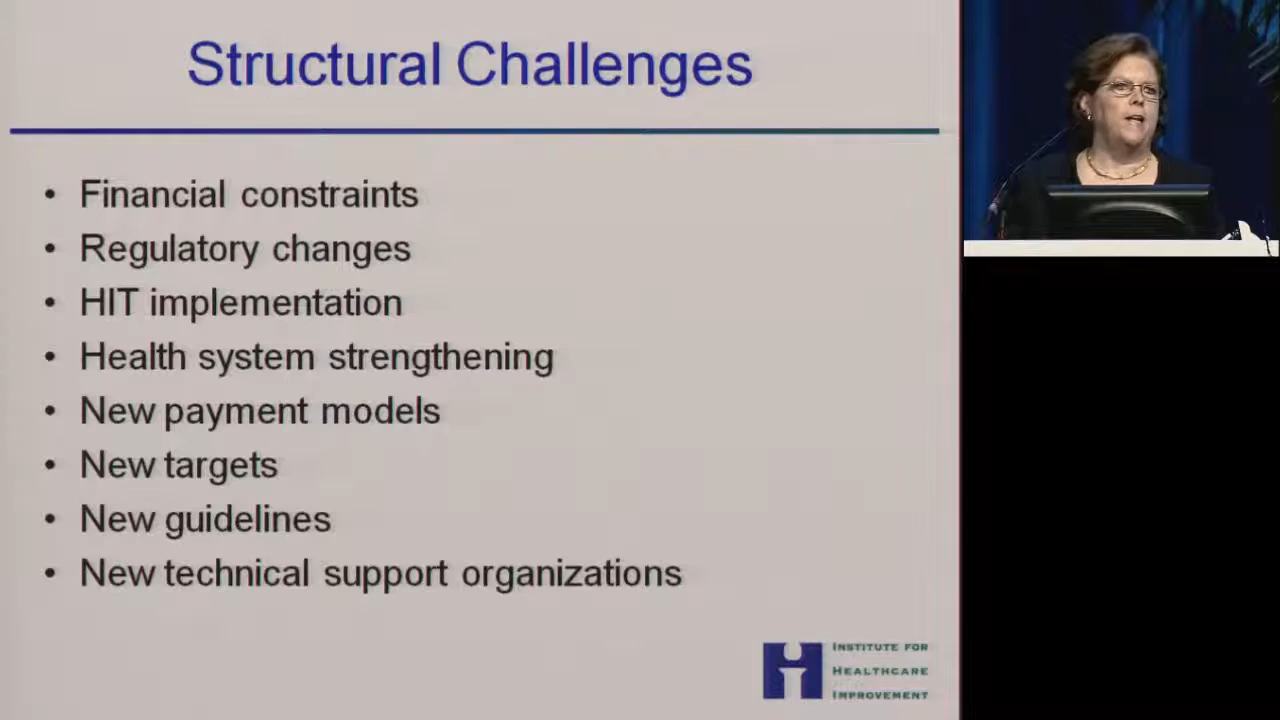 Structural Challenges
• Financial constraints
• Regulatory changes
• HIT implementation
• Health system strengthening
• New payment models
• New targets
• New guidelines
• New technical support organizations
INSTITUTE FOR
HEALTHCARE
IMPROVEMENT